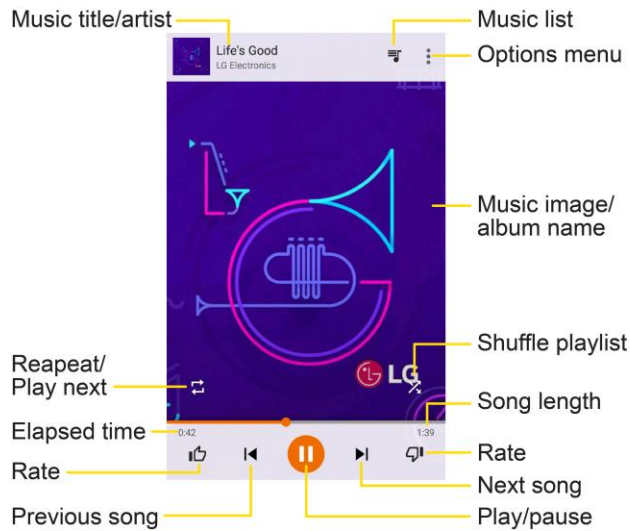 Music title/artist
Life's Good
LG Electronics
Music list
Options menu
Music image/
album name
Shuffle playlist
Reapeat/
Play next
LG
Song length
Elapsed time
0:42
1:39
Rate
Rate
Next song
Previous song
Play/pause